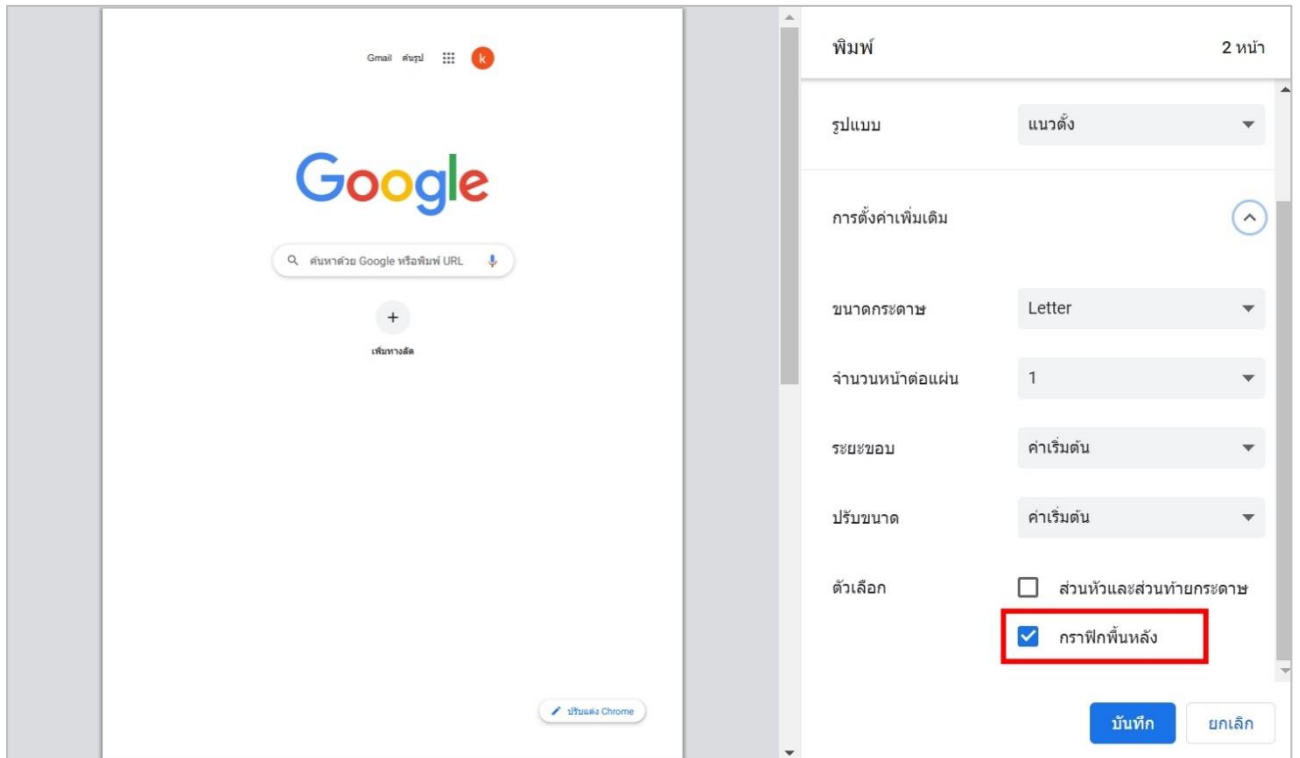 Gmail ค้นรูป k
Google
ค้นหาด้วย Google หรือพิมพ์ URL
+
เพิ่มทางลัด
ปรับแต่ง Chrome
พิมพ์ 2 หน้า
รูปแบบ แนวตั้ง
การตั้งค่าเพิ่มเติม
ขนาดกระดาษ Letter
จำนวนหน้าต่อแผ่น 1
ระยะขอบ ค่าเริ่มต้น
ปรับขนาด ค่าเริ่มต้น
ตัวเลือก ส่วนหัวและส่วนท้ายกระดาษ
กราฟิกพื้นหลัง
บันทึก ยกเลิก